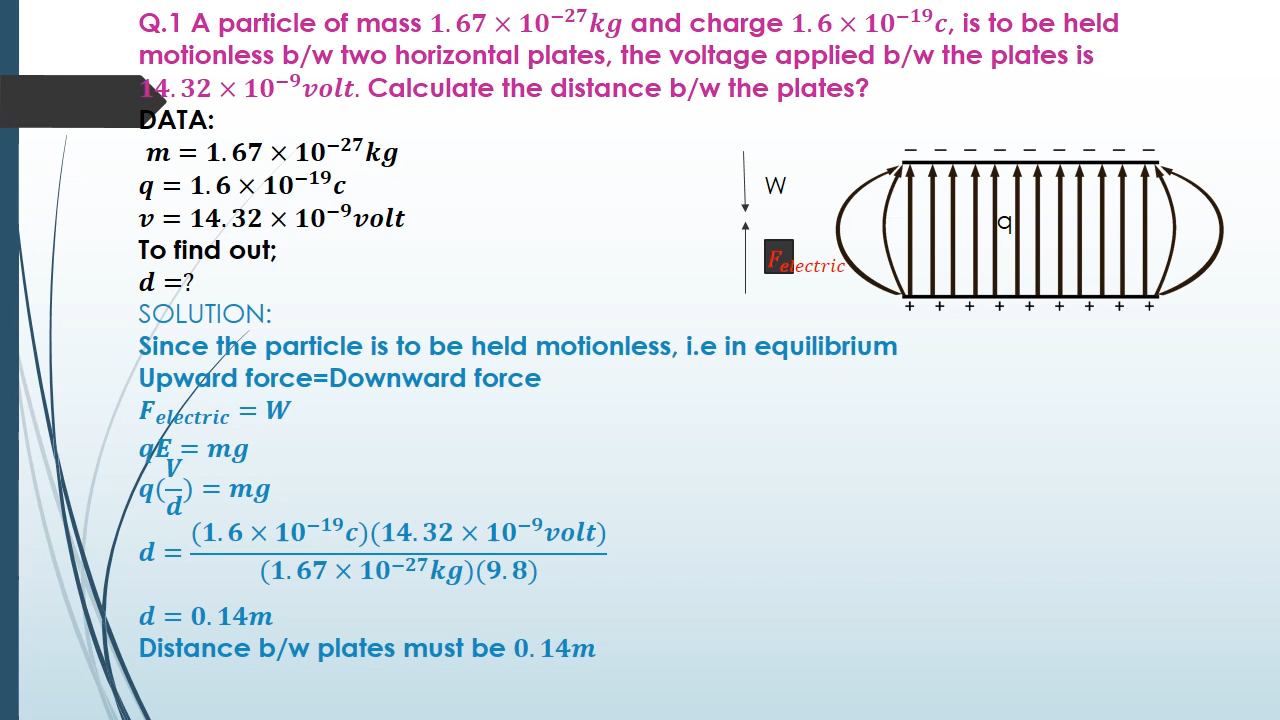 Q.1 A particle of mass 1.67 × 10⁻²⁷kg and charge 1.6 × 10⁻¹⁹c, is to be held
motionless b/w two horizontal plates, the voltage applied b/w the plates is
14.32 × 10⁻⁹volt. Calculate the distance b/w the plates?
DATA:
m = 1.67 × 10⁻²⁷kg
q = 1.6 × 10⁻¹⁹c
v = 14.32 × 10⁻⁹volt
To find out;
d =?
− − − − − − − − −
W
q
F_electric
+ + + + + + + + +
SOLUTION:
Since the particle is to be held motionless, i.e in equilibrium
Upward force=Downward force
F_electric = W
qE = mg
q(V/d) = mg
d = (1.6 × 10⁻¹⁹c)(14.32 × 10⁻⁹volt) / (1.67 × 10⁻²⁷kg)(9.8)
d = 0.14m
Distance b/w plates must be 0.14m